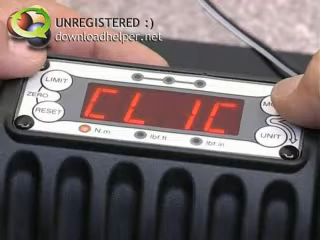 UNREGISTERED :)
downloadhelper.net
LIMIT
ZERO
RESET
CL IC
UNIT
N.m
lbf.ft
lbf.in